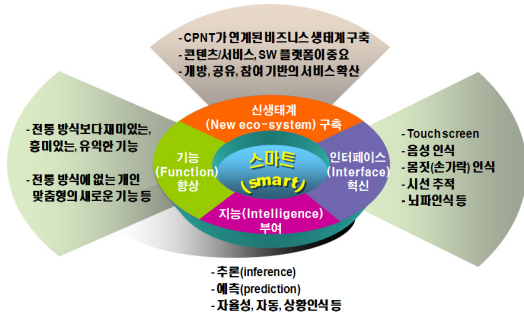 - CPNT가 연계된 비즈니스 생태계 구축
- 콘텐츠/서비스, SW 플랫폼이 중요
- 개방, 공유, 참여 기반의 서비스 확산
신생태계
(New eco-system) 구축
- 전통 방식보다 재미있는,
흥미있는, 유익한 기능
- 전통 방식에 없는 개인
맞춤형의 새로운 기능 등
기능
(Function)
향상
스마트
(smart)
인터페이스
(Interface)
혁신
- Touch screen
- 음성 인식
- 몸짓(손가락) 인식
- 시선 추적
- 뇌파인식 등
지능(Intelligence)
부여
- 추론(inference)
- 예측(prediction)
- 자율성, 자동, 상황인식 등